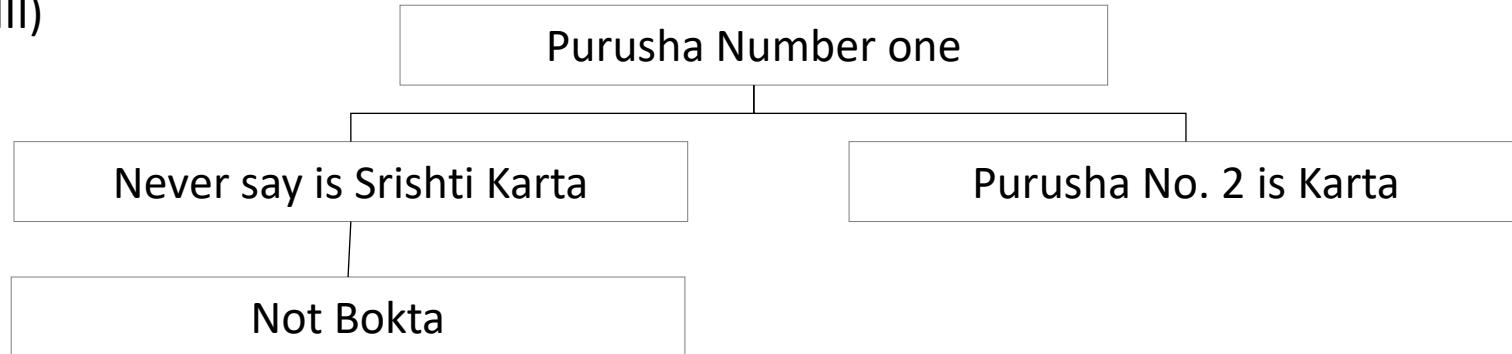 III)
Purusha Number one
Never say is Srishti Karta
Purusha No. 2 is Karta
Not Bokta